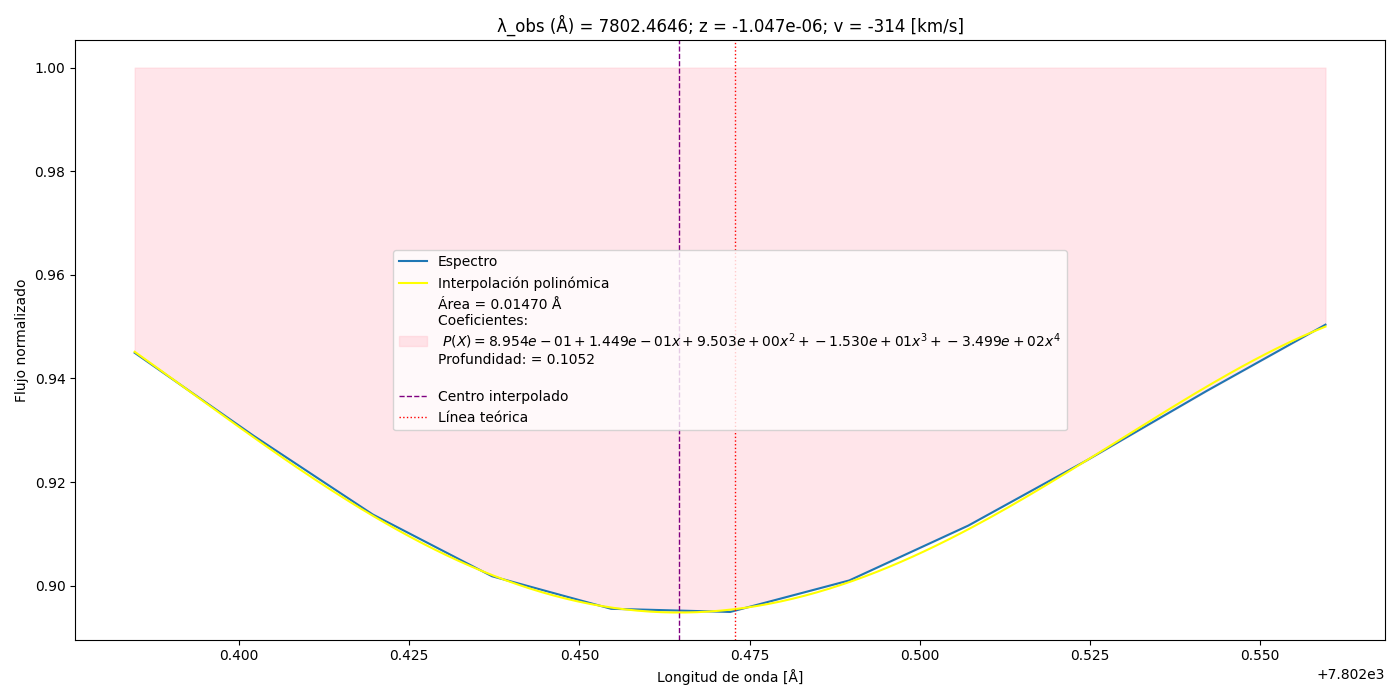 λ_obs (Å) = 7802.4646; z = -1.047e-06; v = -314 [km/s]
Flujo normalizado
1.00
0.98
0.96
0.94
0.92
0.90
Espectro
Interpolación polinómica
Área = 0.01470 Å
Coeficientes:
P(X) = 8.954e − 01 + 1.449e − 01x + 9.503e + 00x² + −1.530e + 01x³ + −3.499e + 02x⁴
Profundidad: = 0.1052
Centro interpolado
Línea teórica
0.400 0.425 0.450 0.475 0.500 0.525 0.550
+7.802e3
Longitud de onda [Å]